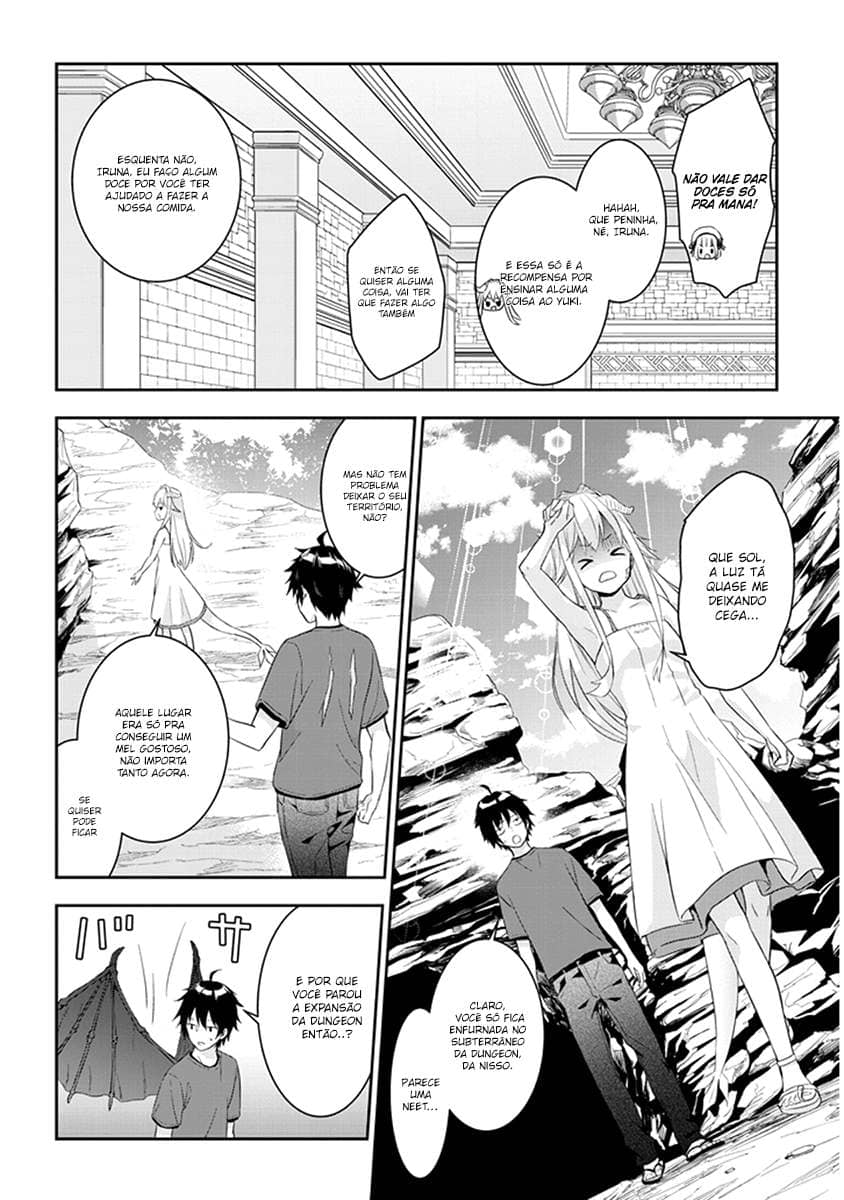 NÃO VALE DAR
DOCES SÓ
PRA MANA!
HAHAH,
QUE PENINHA,
NÉ, IRUNA.
E ESSA SÓ É A
RECOMPENSA POR
ENSINAR ALGUMA
COISA AO YUKI.
ENTÃO SE
QUISER ALGUMA
COISA, VAI TER
QUE FAZER ALGO
TAMBÉM
ESQUENTA NÃO,
IRUNA, EU FAÇO ALGUM
DOCE POR VOCÊ TER
AJUDADO A FAZER A
NOSSA COMIDA.
QUE SOL,
A LUZ TÁ
QUASE ME
DEIXANDO
CEGA...
CLARO,
VOCÊ SÓ FICA
ENFURNADA NO
SUBTERRÂNEO
DA DUNGEON,
DA NISSO.
PARECE
UMA
NEET...
MAS NÃO TEM
PROBLEMA
DEIXAR O SEU
TERRITÓRIO,
NÃO?
AQUELE LUGAR
ERA SÓ PRA
CONSEGUIR UM
MEL GOSTOSO,
NÃO IMPORTA
TANTO AGORA.
SE
QUISER PODE
FICAR
E POR QUE
VOCÊ PAROU
A EXPANSÃO
DA DUNGEON
ENTÃO..?
バサ